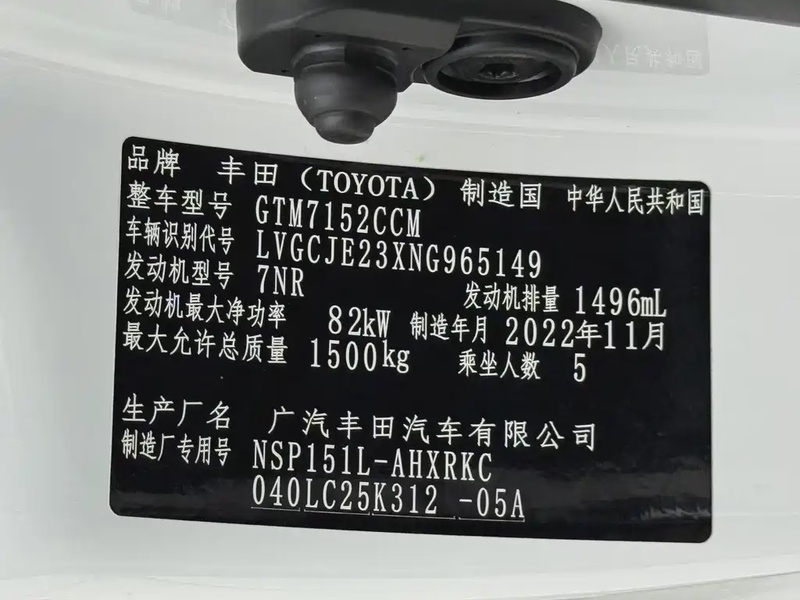 人民共和国
品牌 丰田（TOYOTA） 制造国 中华人民共和国
整车型号 GTM7152CCM
车辆识别代号 LVGCJE23XNG965149
发动机型号 7NR 发动机排量 1496mL
发动机最大净功率 82kW 制造年月 2022年11月
最大允许总质量 1500kg 乘坐人数 5
生产厂名 广汽丰田汽车有限公司
制造厂专用号 NSP151L-AHXRKC
040LC25K312 -05A